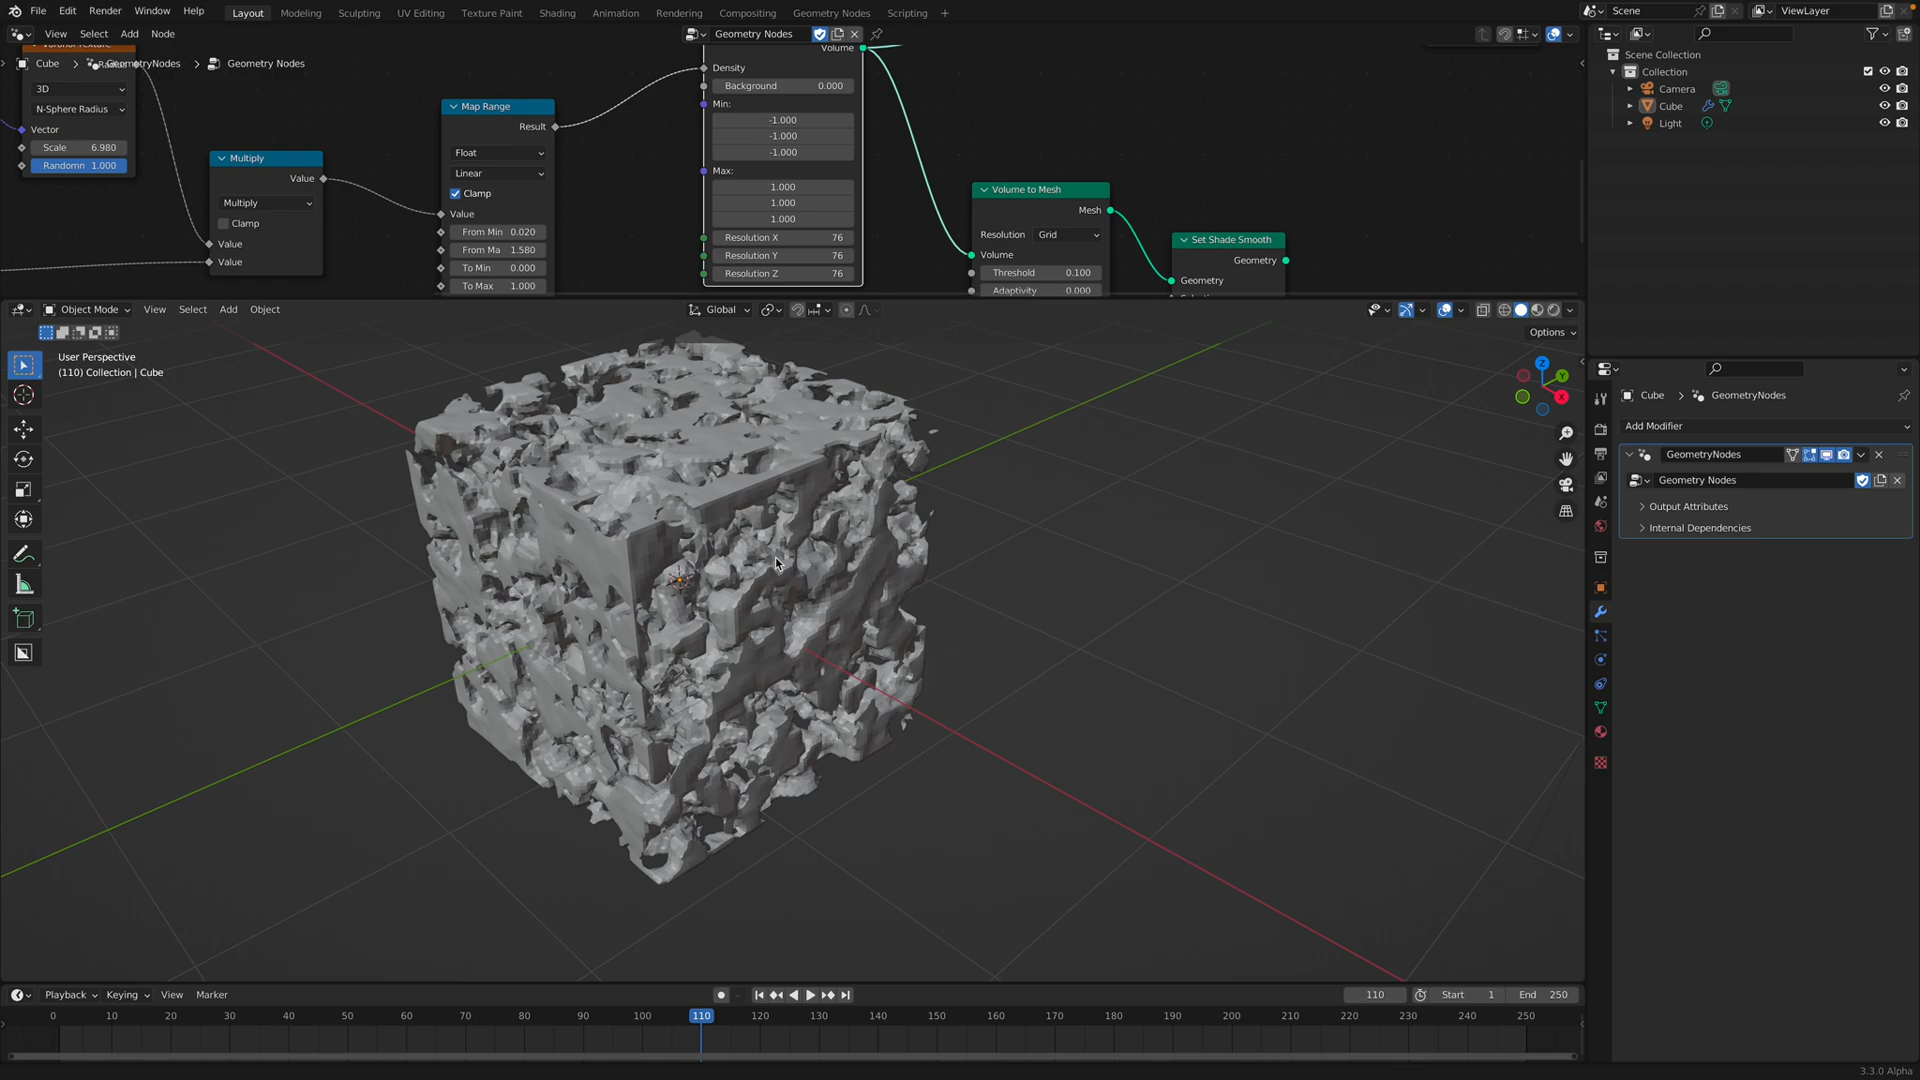 File Edit Render Window Help Layout Modeling Sculpting UV Editing Texture Paint Shading Animation Rendering Compositing Geometry Nodes Scripting + Scene ViewLayer
View Select Add Node Geometry Nodes
Cube > GeometryNodes > Geometry Nodes
3D
N-Sphere Radius
Vector
Scale 6.980
Randomn 1.000
Multiply
Value
Multiply
Clamp
Value
Value
Map Range
Result
Float
Linear
Clamp
Value
From Min 0.020
From Ma 1.580
To Min 0.000
To Max 1.000
Volume
Density
Background 0.000
Min:
-1.000
-1.000
-1.000
Max:
1.000
1.000
1.000
Resolution X 76
Resolution Y 76
Resolution Z 76
Volume to Mesh
Mesh
Resolution Grid
Volume
Threshold 0.100
Adaptivity 0.000
Set Shade Smooth
Geometry
Geometry
Scene Collection
Collection
Camera
Cube
Light
Object Mode View Select Add Object Global
Options
User Perspective
(110) Collection | Cube
Z
Y
X
Cube > GeometryNodes
Add Modifier
GeometryNodes
Geometry Nodes
Output Attributes
Internal Dependencies
Playback Keying View Marker 110 Start 1 End 250
0 10 20 30 40 50 60 70 80 90 100 110 120 130 140 150 160 170 180 190 200 210 220 230 240 250
3.3.0 Alpha